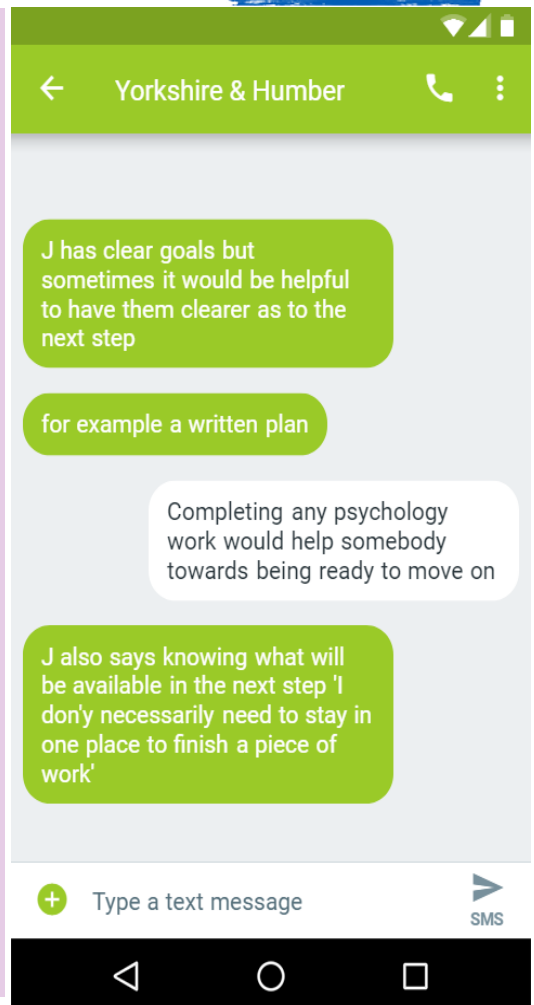 Yorkshire & Humber
J has clear goals but
sometimes it would be helpful
to have them clearer as to the
next step
for example a written plan
Completing any psychology
work would help somebody
towards being ready to move on
J also says knowing what will
be available in the next step 'I
don'y necessarily need to stay in
one place to finish a piece of
work'
Type a text message
SMS